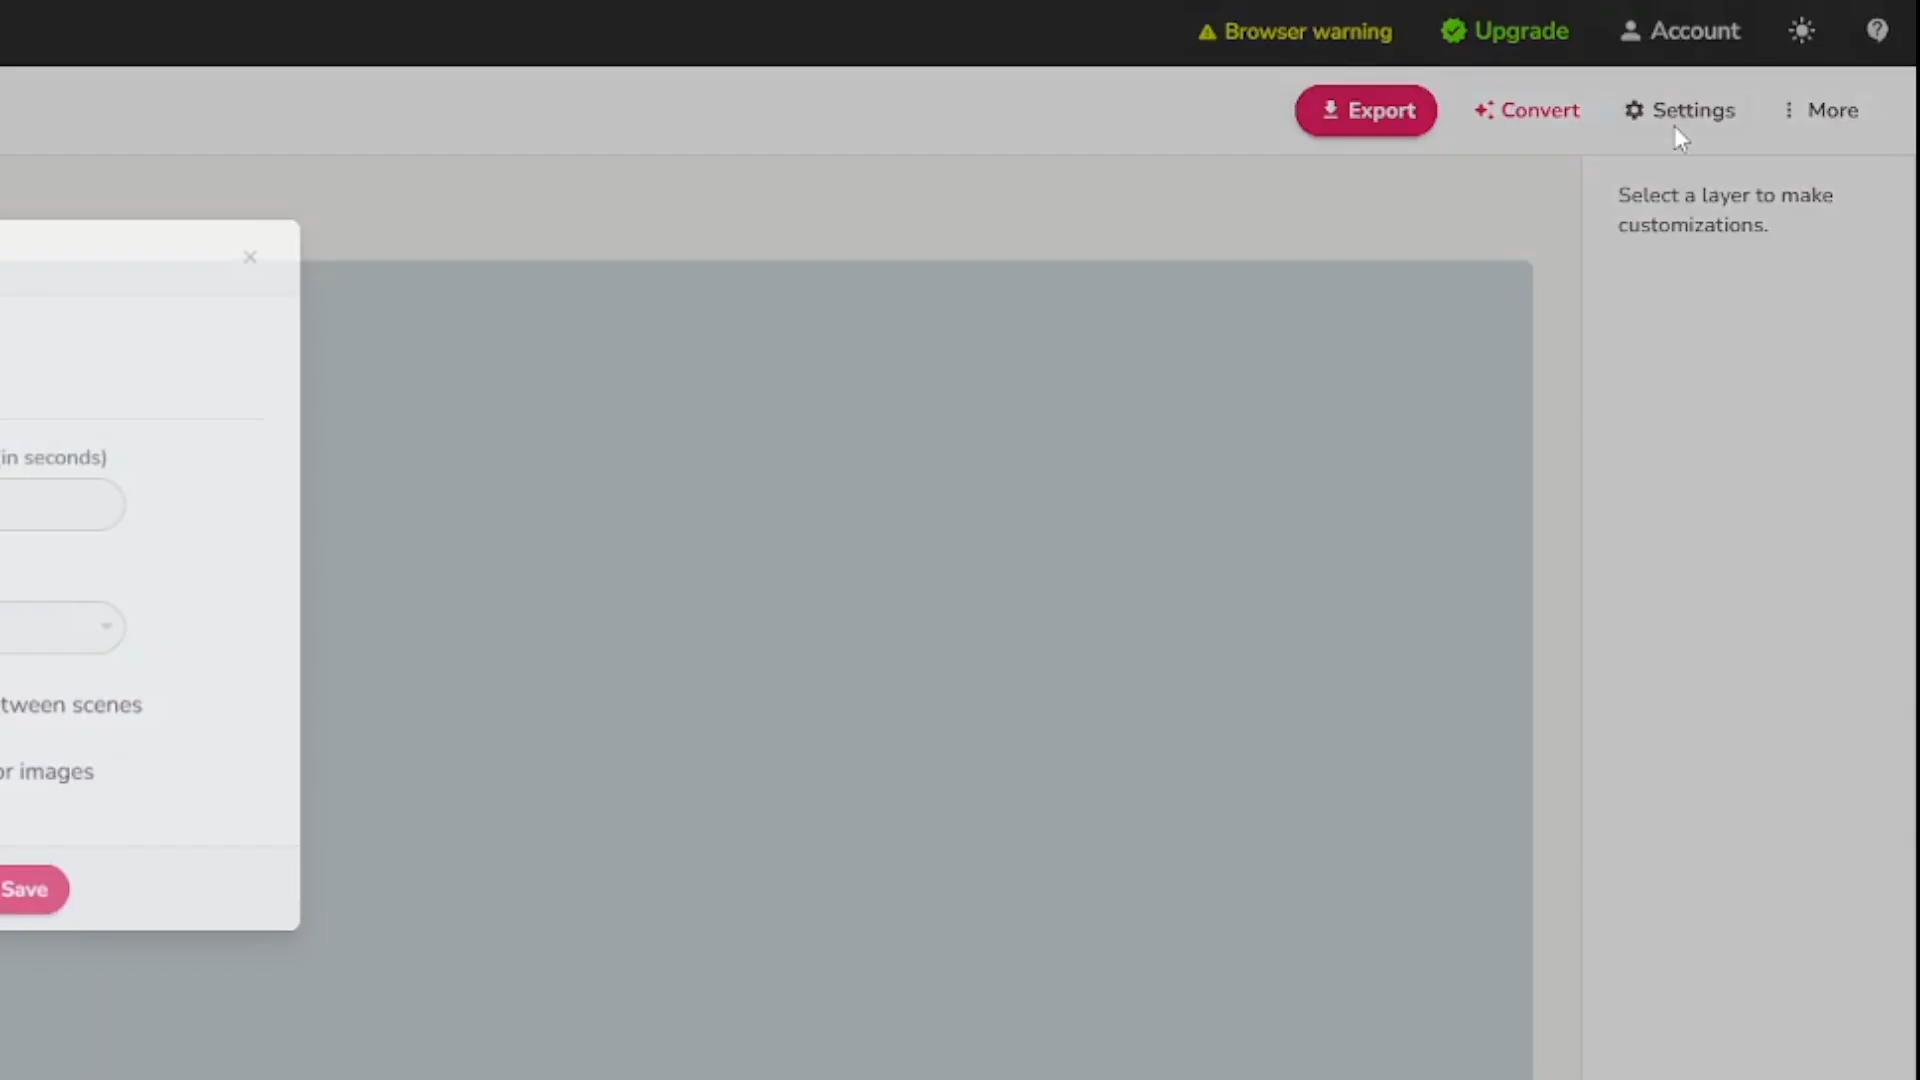 Browser warning
Upgrade
Account
Export
Convert
Settings
More
Select a layer to make
customizations.
in seconds)
tween scenes
or images
Save